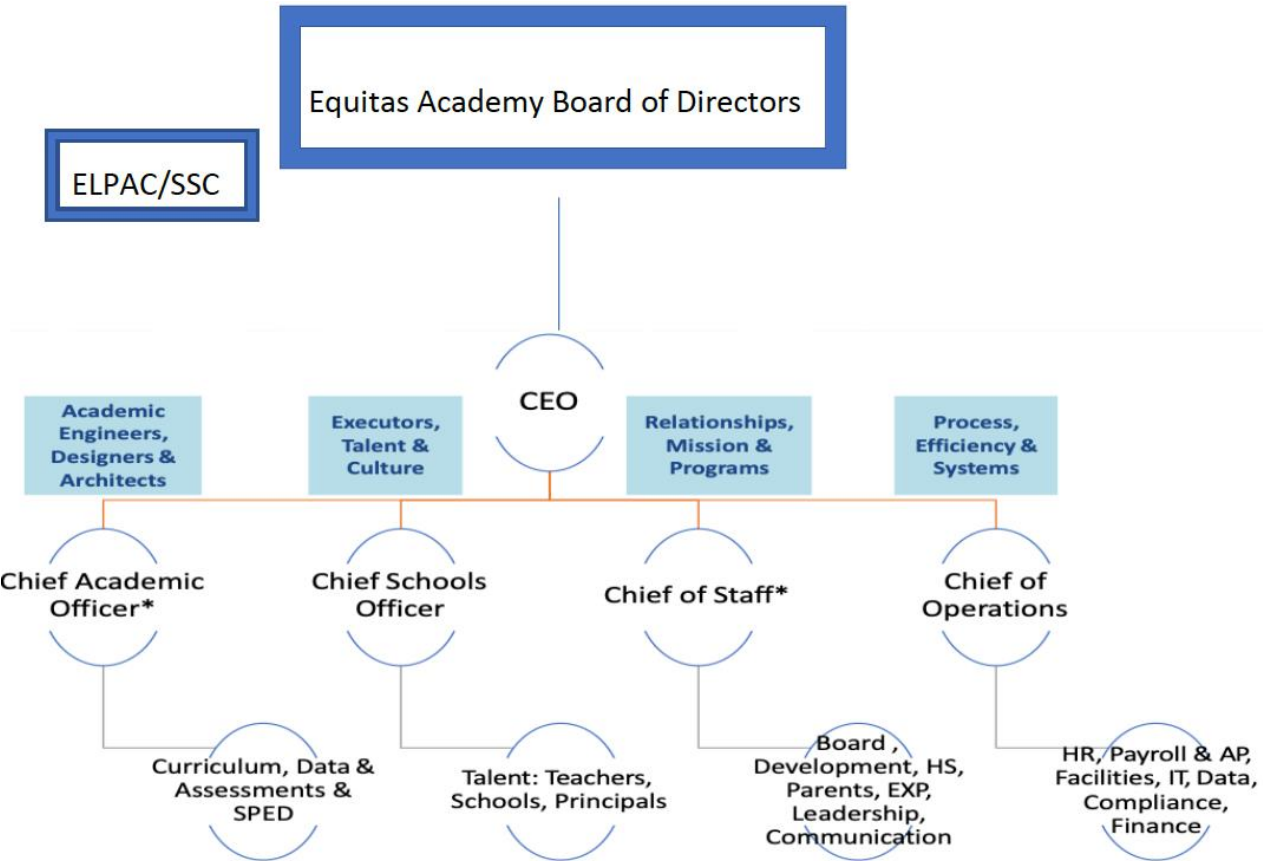 Equitas Academy Board of Directors
ELPAC/SSC
CEO
Academic
Engineers,
Designers &
Architects
Executors,
Talent &
Culture
Relationships,
Mission &
Programs
Process,
Efficiency &
Systems
Chief Academic
Officer*
Chief Schools
Officer
Chief of Staff*
Chief of
Operations
Curriculum, Data &
Assessments &
SPED
Talent: Teachers,
Schools, Principals
Board ,
Development, HS,
Parents, EXP,
Leadership,
Communication
HR, Payroll & AP,
Facilities, IT, Data,
Compliance,
Finance